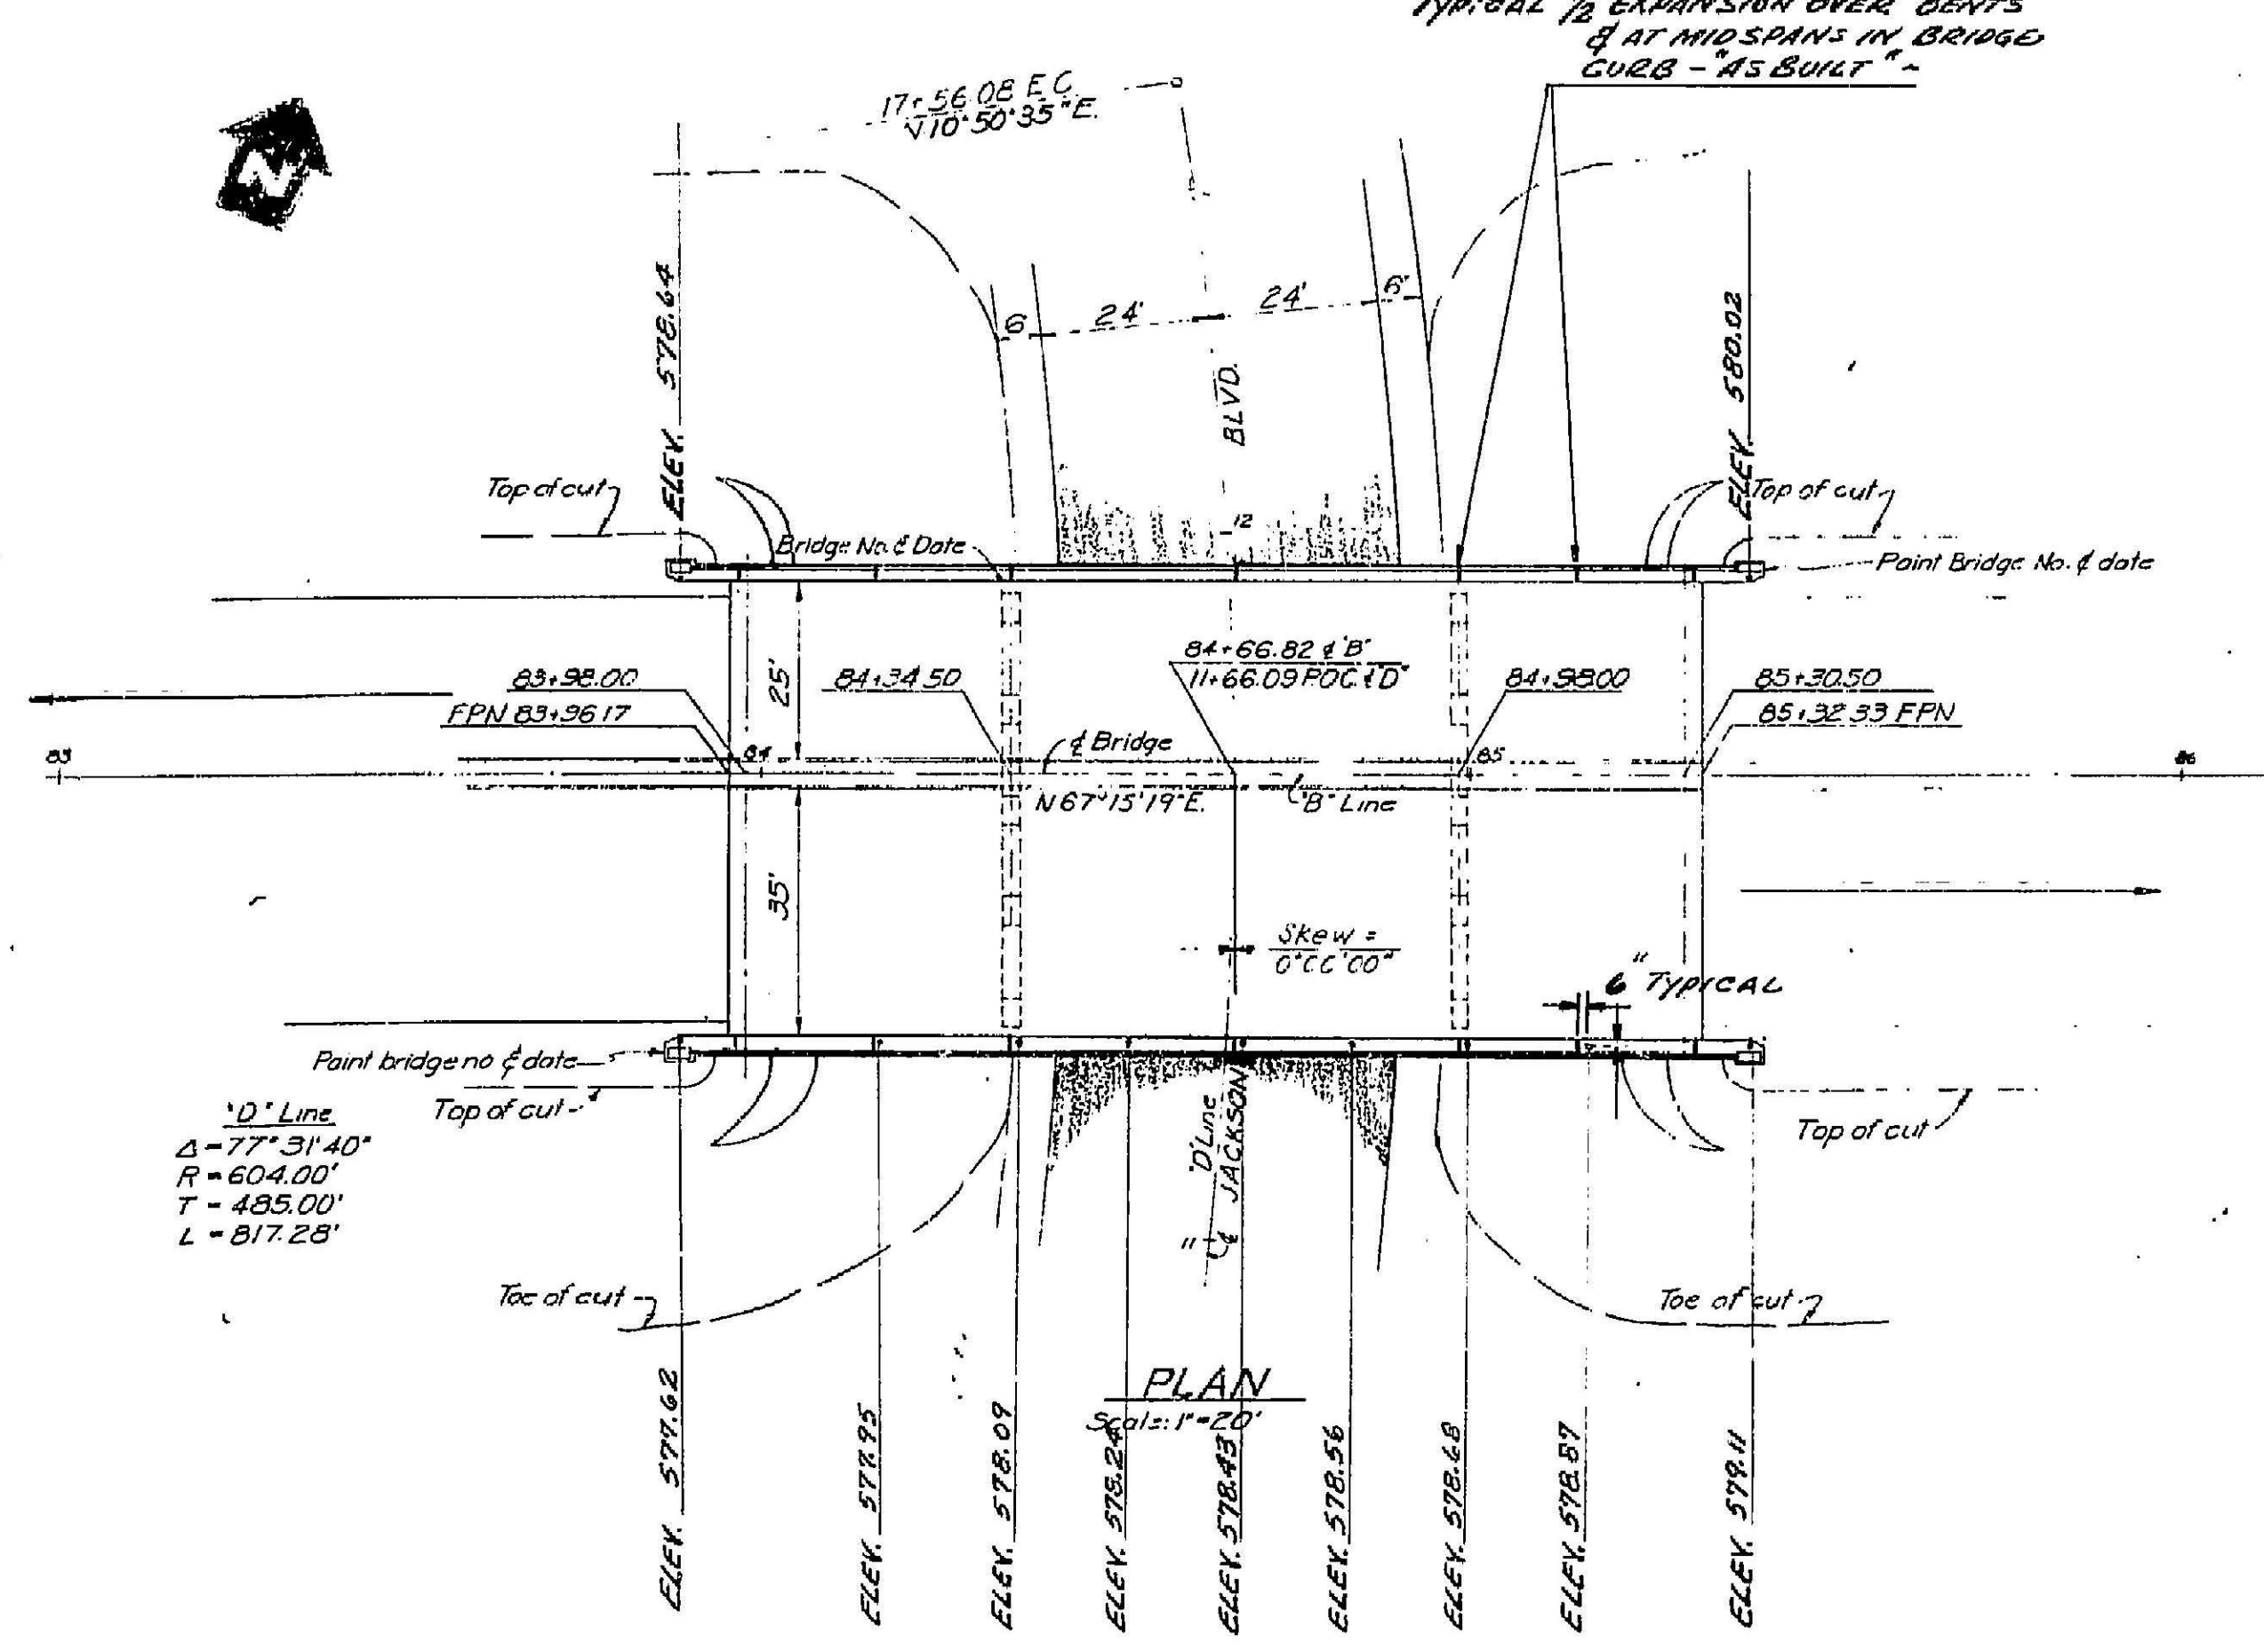 TYPICAL 1/2 EXPANSION OVER BENTS
& AT MIDSPANS IN BRIDGE
CURB - "AS BUILT" ~
17+56.08 E.C.
N 10°50'35"E.
N
ELEV. 578.64
6' 24' 24' 6'
BLVD.
ELEV. 580.02
Top of cut
Top of cut
12
Bridge No. & Date
Paint Bridge No. & date
25'
84+66.82 ℄ "B"
11+66.09 P.O.C. ℄ "D"
83+98.00
84+34.50
84+98.00
85+30.50
FPN 83+96.17
85+32.33 FPN
83
84
℄ Bridge
85
86
N 67°15'19"E.
"B" Line
35'
Skew =
0°00'00"
6" TYPICAL
Paint bridge no & date
Top of cut
Top of cut
"D" Line
Δ = 77°31'40"
R = 604.00'
T = 485.00'
L = 817.28'
"D" Line
℄ JACKSON
11
Toe of cut
Toe of cut
PLAN
Scale: 1"=20'
ELEV. 577.62
ELEV. 577.95
ELEV. 578.09
ELEV. 578.24
ELEV. 578.43
ELEV. 578.56
ELEV. 578.68
ELEV. 578.87
ELEV. 579.11